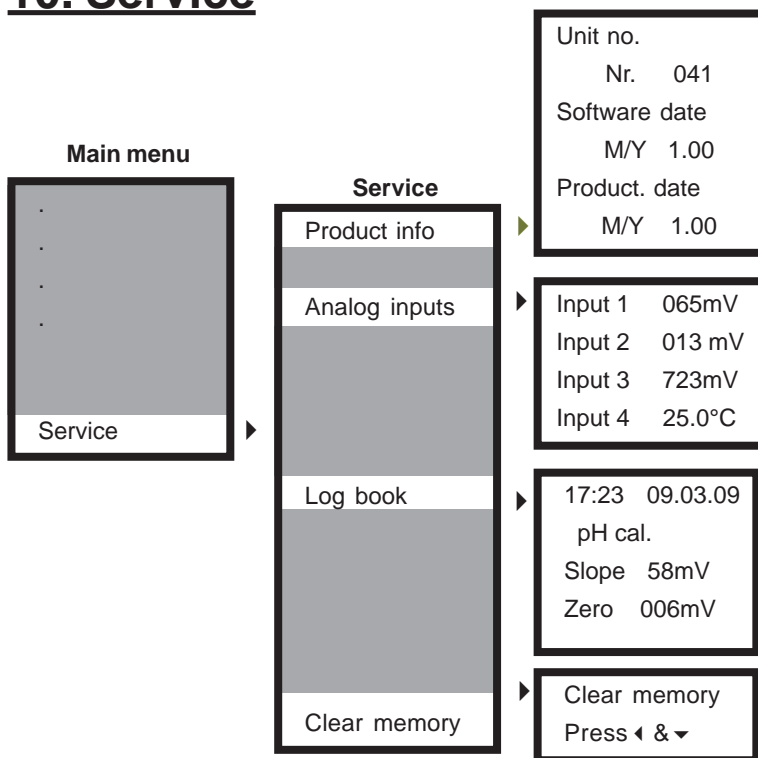 10. Service
Main menu
.
.
.
.
Service
Service
Product info
Analog inputs
Log book
Clear memory
Unit no.
Nr. 041
Software date
M/Y 1.00
Product. date
M/Y 1.00
Input 1 065mV
Input 2 013 mV
Input 3 723mV
Input 4 25.0°C
17:23 09.03.09
pH cal.
Slope 58mV
Zero 006mV
Clear memory
Press ◂ & ▾